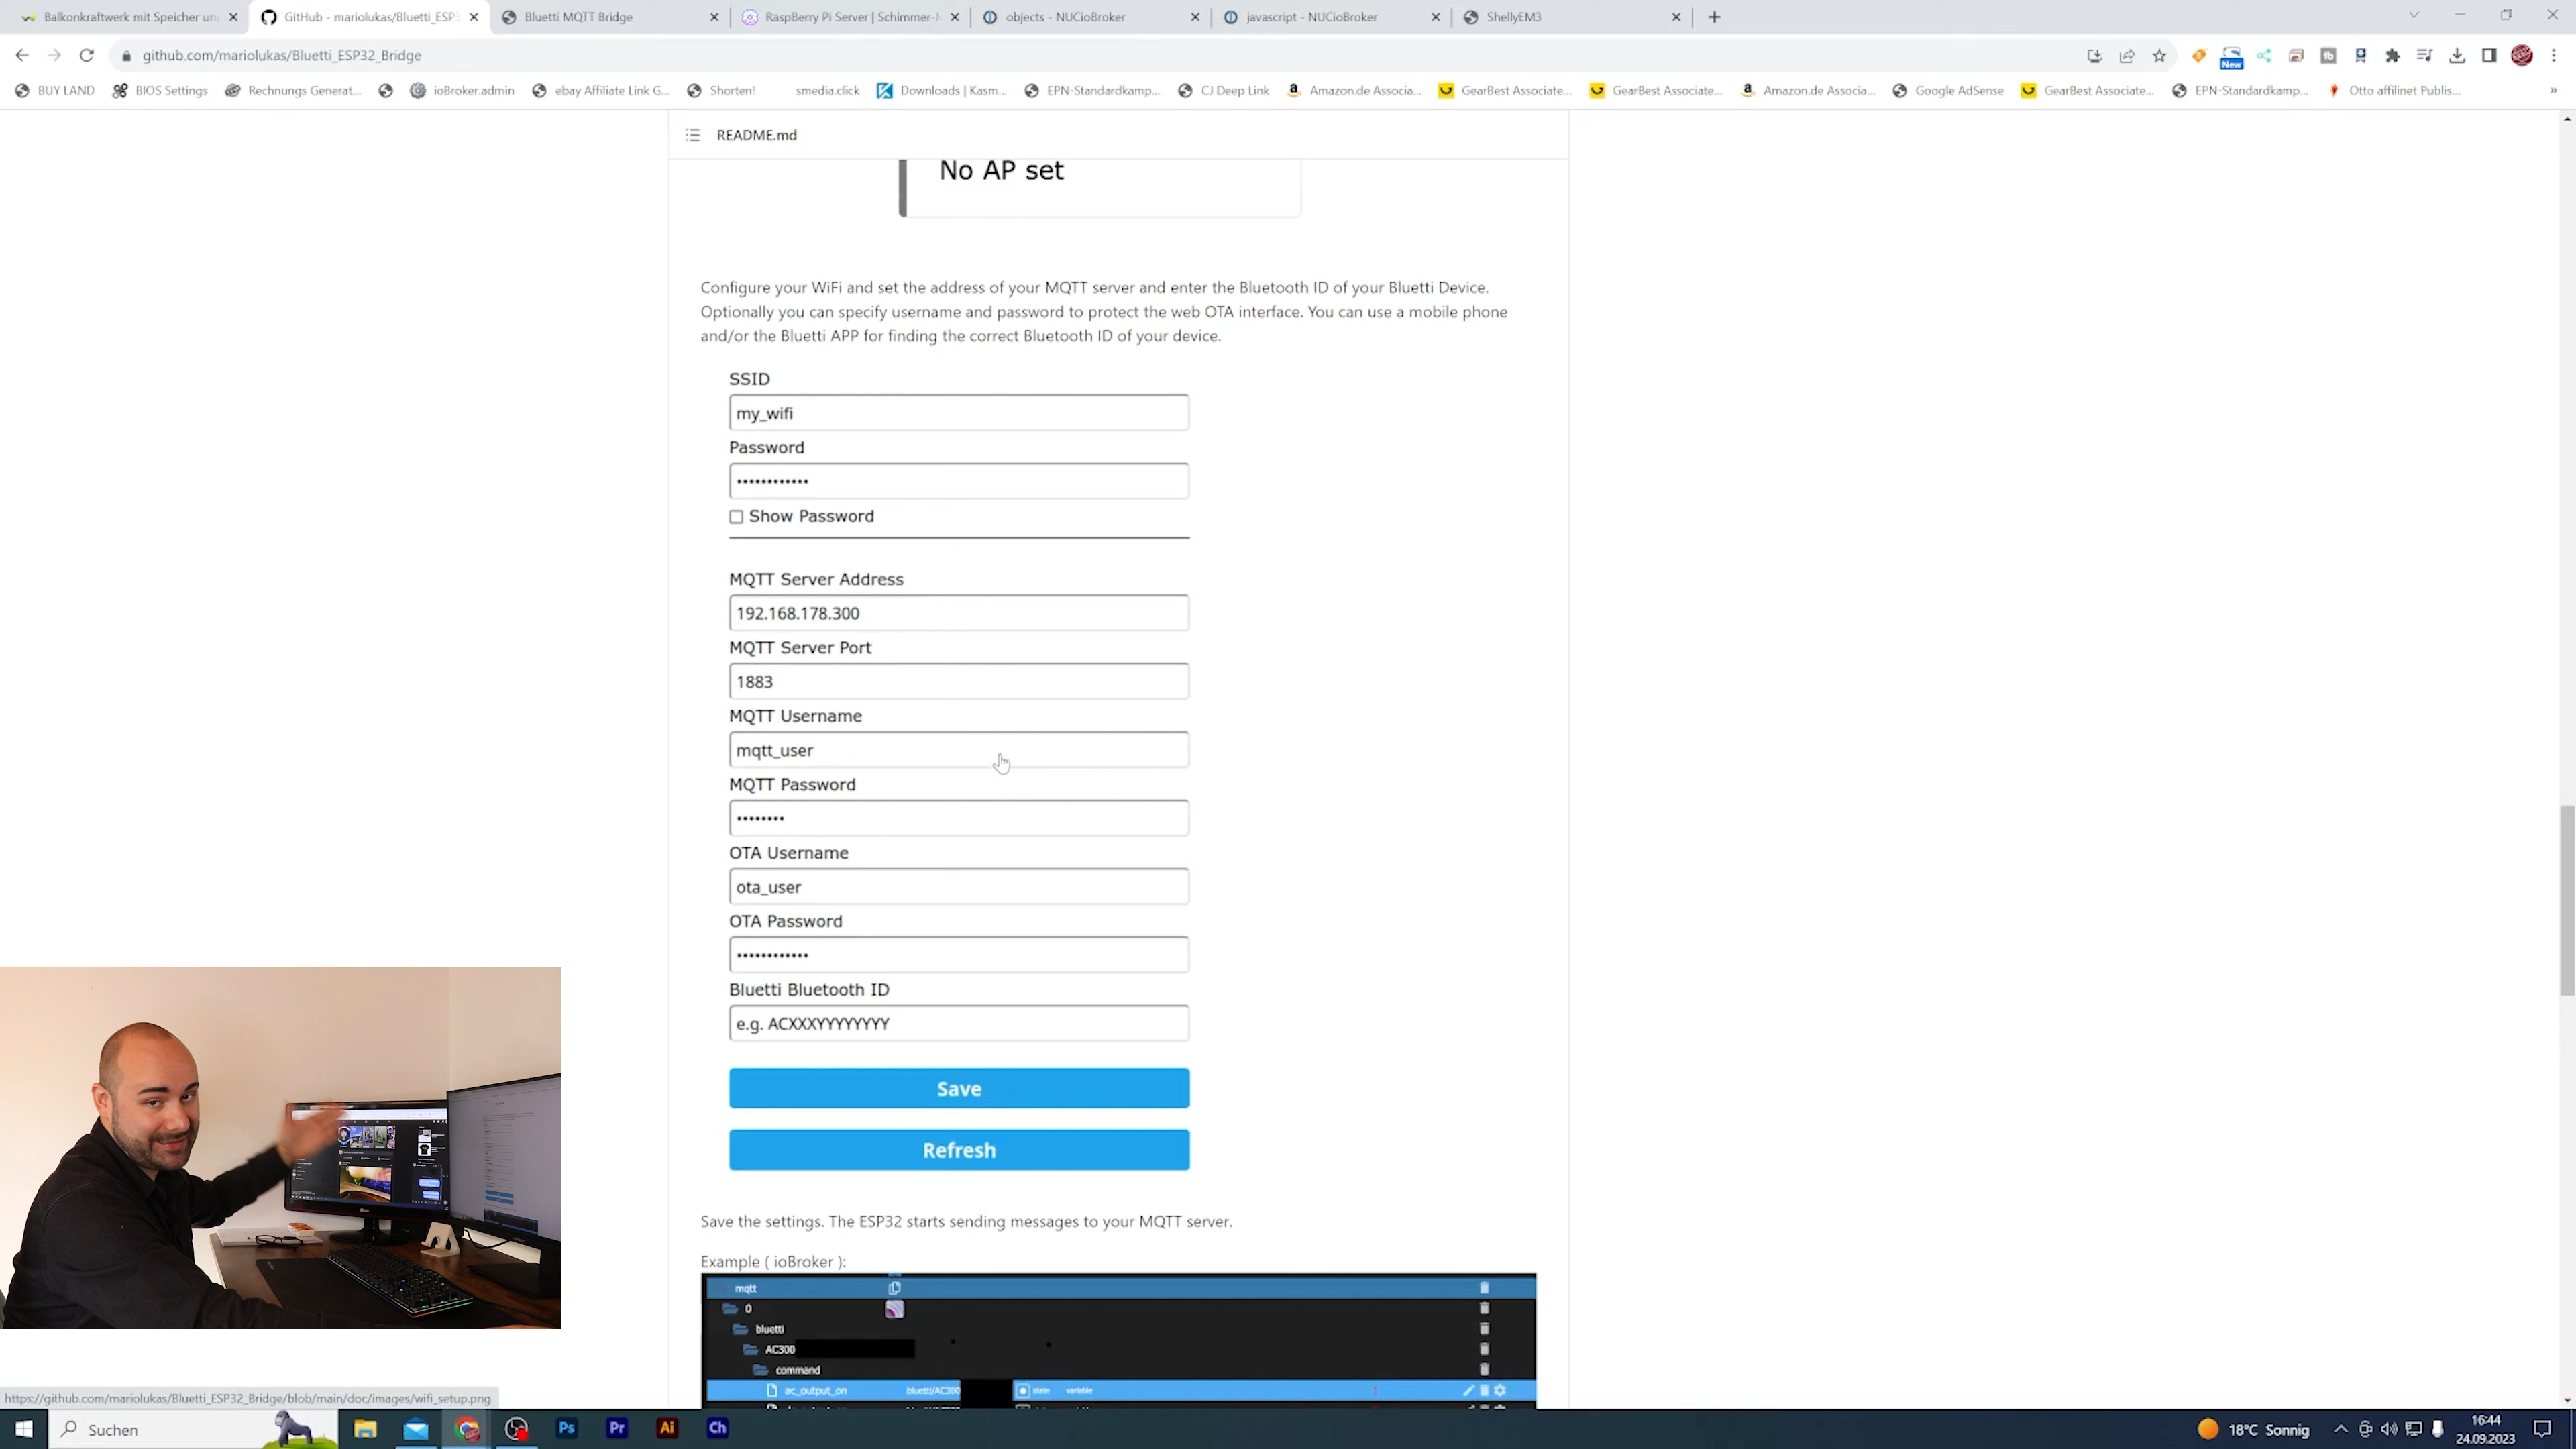 Balkonkraftwerk mit Speicher un
GitHub - mariolukas/Bluetti_ESP3
Bluetti MQTT Bridge
RaspBerry Pi Server | Schimmer-
objects - NUCioBroker
javascript - NUCioBroker
ShellyEM3
github.com/mariolukas/Bluetti_ESP32_Bridge
New
BUY LAND
BIOS Settings
Rechnungs Generat...
ioBroker.admin
ebay Affiliate Link G...
Shorten!
smedia.click
Downloads | Kasm...
EPN-Standardkamp...
CJ Deep Link
Amazon.de Associa...
GearBest Associate...
GearBest Associate...
Amazon.de Associa...
Google AdSense
GearBest Associate...
EPN-Standardkamp...
Otto affilinet Publis...
README.md
No AP set
Configure your WiFi and set the address of your MQTT server and enter the Bluetooth ID of your Bluetti Device.
Optionally you can specify username and password to protect the web OTA interface. You can use a mobile phone
and/or the Bluetti APP for finding the correct Bluetooth ID of your device.
SSID
my_wifi
Password
••••••••••••
Show Password
MQTT Server Address
192.168.178.300
MQTT Server Port
1883
MQTT Username
mqtt_user
MQTT Password
••••••••
OTA Username
ota_user
OTA Password
••••••••••••
Bluetti Bluetooth ID
e.g. ACXXXYYYYYYYY
Save
Refresh
Save the settings. The ESP32 starts sending messages to your MQTT server.
Example ( ioBroker ):
mqtt
0
bluetti
AC300
command
ac_output_on bluetti/AC300 state variable
https://github.com/mariolukas/Bluetti_ESP32_Bridge/blob/main/doc/images/wifi_setup.png
Suchen
Ps
Pr
Ai
Ch
18°C Sonnig
16:44
24.09.2023